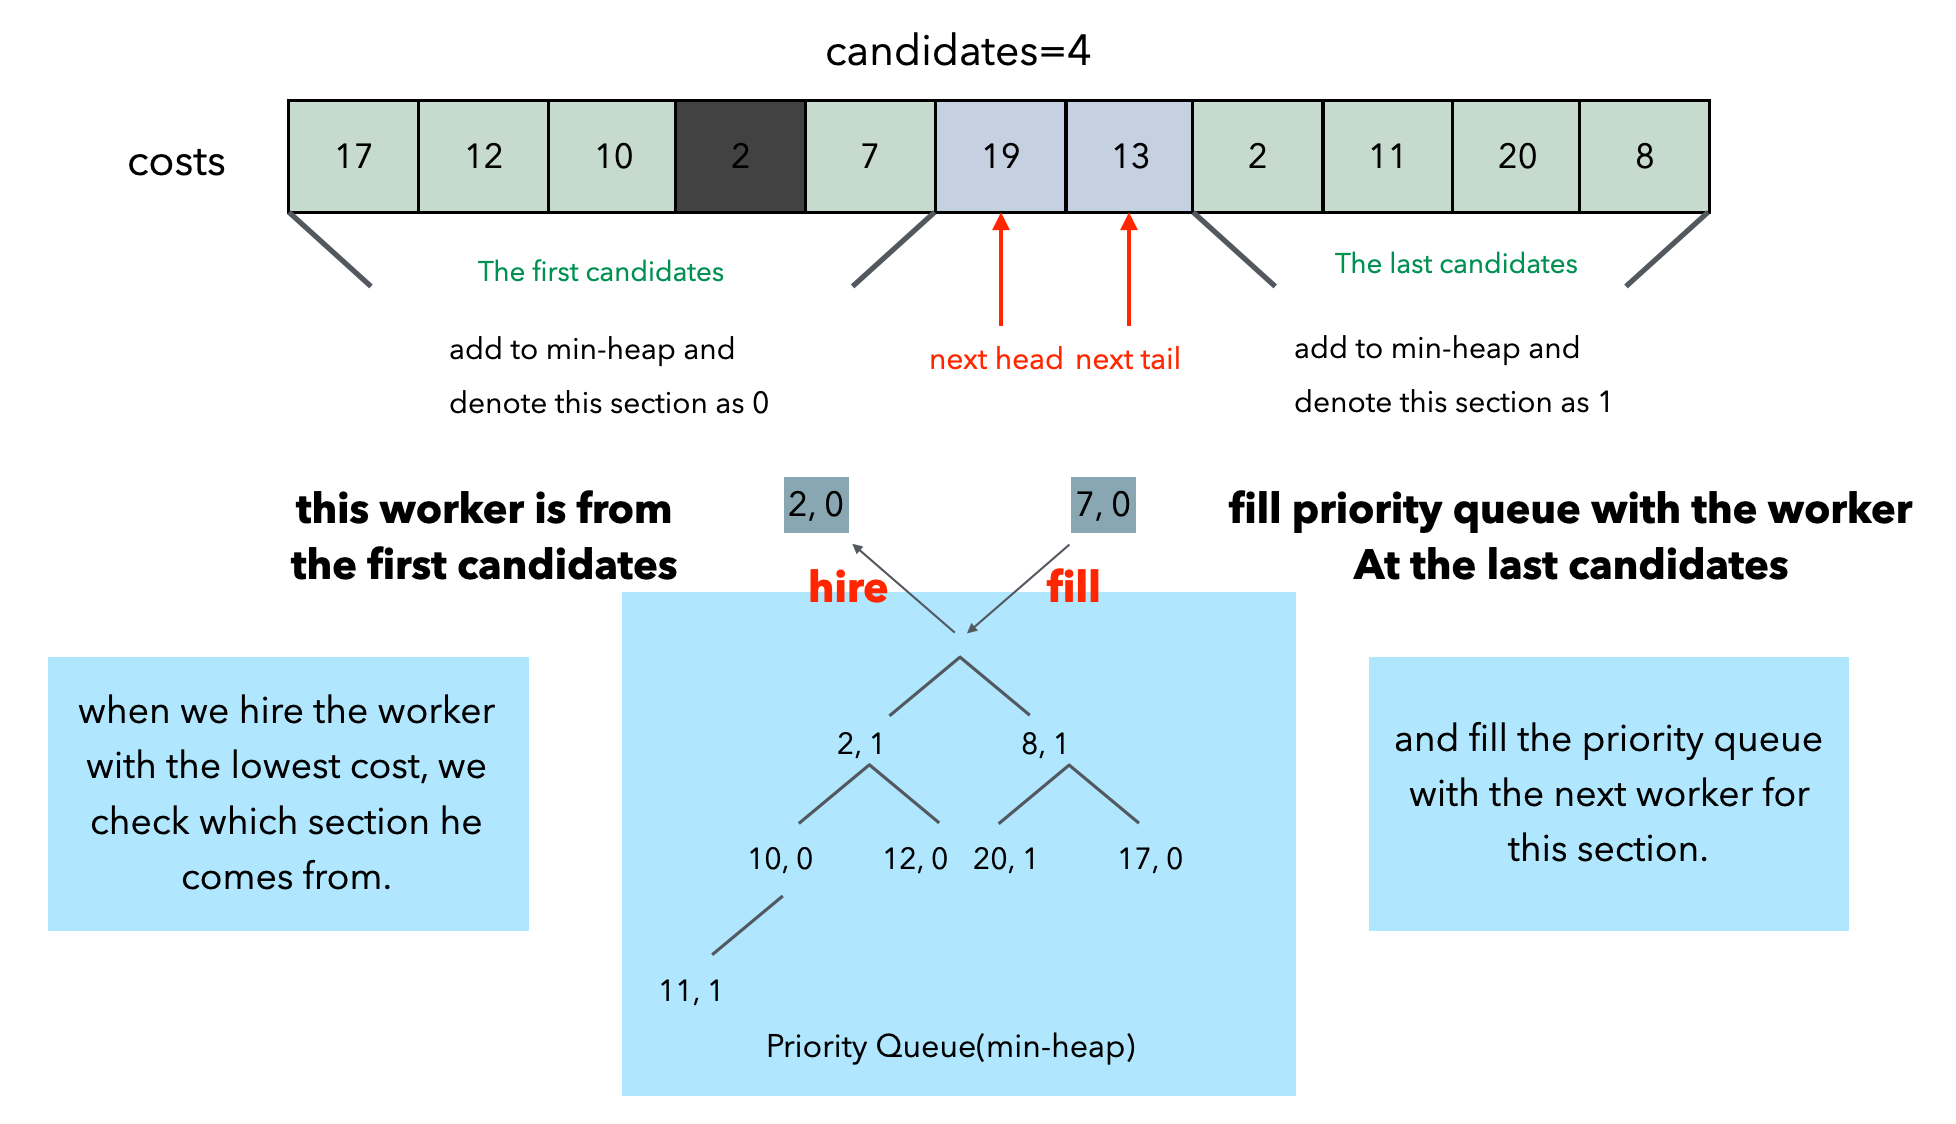 candidates=4
costs
17 12 10 2 7 19 13 2 11 20 8
The first candidates
The last candidates
add to min-heap and
denote this section as 0
next head
next tail
add to min-heap and
denote this section as 1
this worker is from
the first candidates
2, 0
7, 0
fill priority queue with the worker
At the last candidates
hire
fill
when we hire the worker
with the lowest cost, we
check which section he
comes from.
2, 1
8, 1
10, 0
12, 0
20, 1
17, 0
11, 1
Priority Queue(min-heap)
and fill the priority queue
with the next worker for
this section.